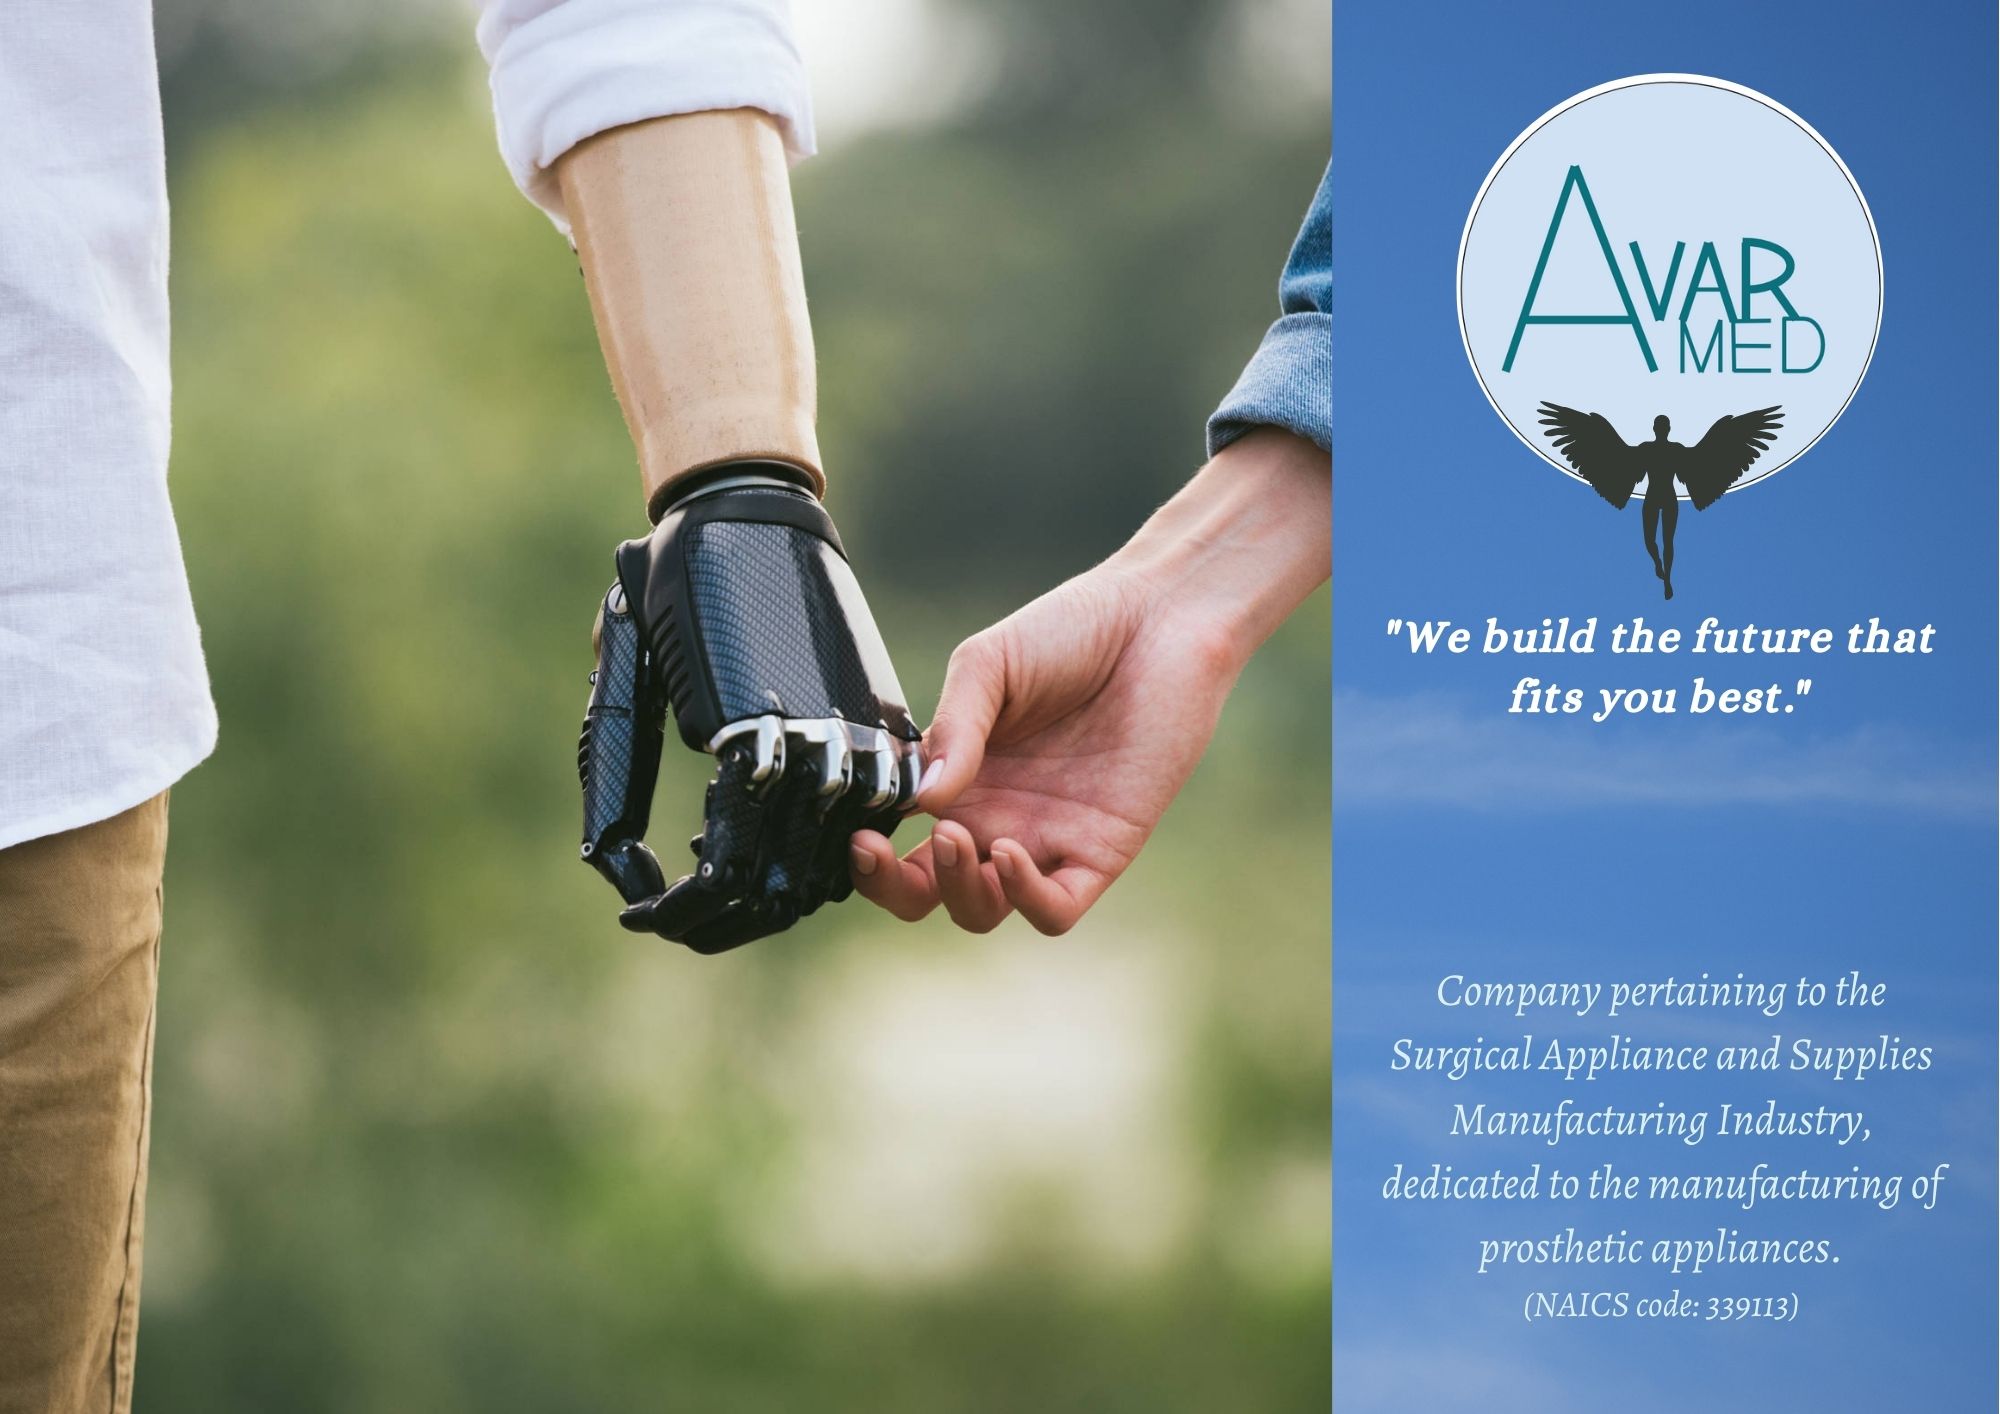 AVAR
MED
"We build the future that
fits you best."
Company pertaining to the
Surgical Appliance and Supplies
Manufacturing Industry,
dedicated to the manufacturing of
prosthetic appliances.
(NAICS code: 339113)